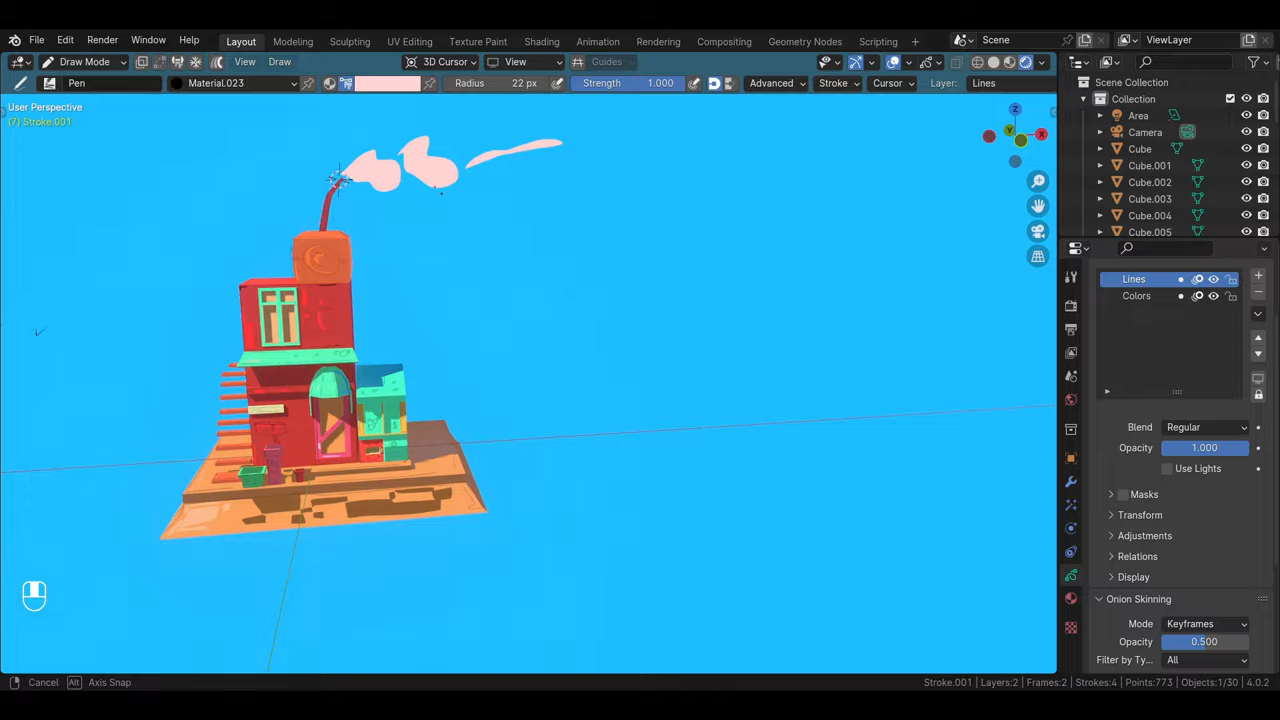 File Edit Render Window Help Layout Modeling Sculpting UV Editing Texture Paint Shading Animation Rendering Compositing Geometry Nodes Scripting + Scene ViewLayer
Draw Mode View Draw 3D Cursor View Guides
Pen Material.023 Radius 22 px Strength 1.000 Advanced Stroke Cursor Layer: Lines
User Perspective
(7) Stroke.001
Z
Y
X
Scene Collection
Collection
Area
Camera
Cube
Cube.001
Cube.002
Cube.003
Cube.004
Cube.005
Lines
Colors
Blend Regular
Opacity 1.000
Use Lights
Masks
Transform
Adjustments
Relations
Display
Onion Skinning
Mode Keyframes
Opacity 0.500
Filter by Ty... All
Cancel Alt Axis Snap Stroke.001 | Layers:2 | Frames:2 | Strokes:4 | Points:773 | Objects:1/30 | 4.0.2